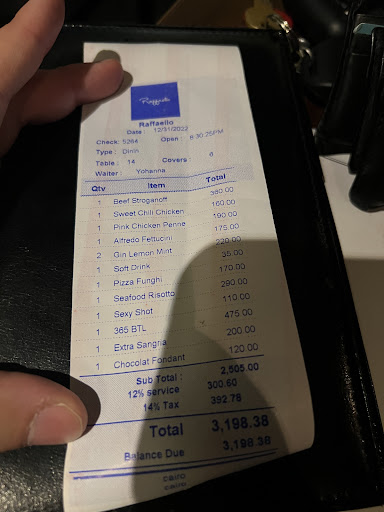 Raffaello
Raffaello
Date : 12/31/2022
Check: 5264 Open : 8:30:25PM
Type : DinIn
Table : 14 Covers : 6
Waiter : Yohanna
Qty Item Total
1 Beef Stroganoff 360.00
1 Sweet Chili Chicken 160.00
1 Pink Chicken Penne 190.00
1 Alfredo Fettucini 175.00
2 Gin Lemon Mint 220.00
1 Soft Drink 35.00
1 Pizza Funghi 170.00
1 Seafood Risotto 290.00
1 Sexy Shot 110.00
1 365 BTL 475.00
1 Extra Sangria 200.00
1 Chocolat Fondant 120.00
Sub Total : 2,505.00
12% service 300.60
14% Tax 392.78
Total 3,198.38
Balance Due 3,198.38
cairo